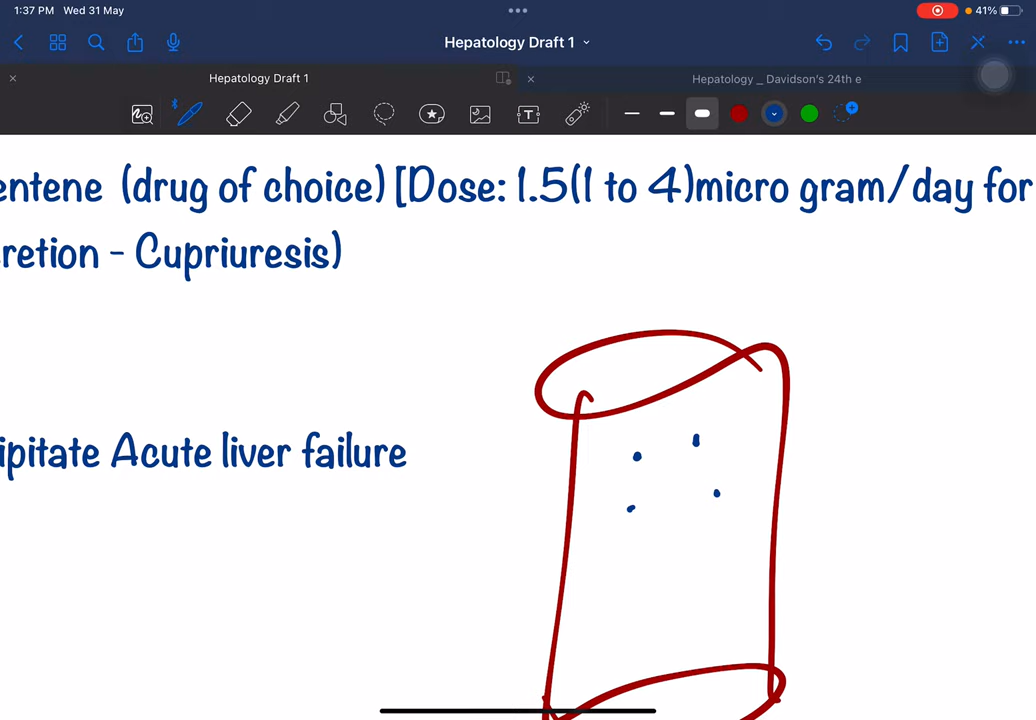 1:37 PM Wed 31 May
41%
Hepatology Draft 1
Hepatology Draft 1
Hepatology _ Davidson's 24th e
T
entene (drug of choice) [Dose: 1.5(1 to 4)micro gram/day for
cretion - Cupriuresis)
ipitate Acute liver failure